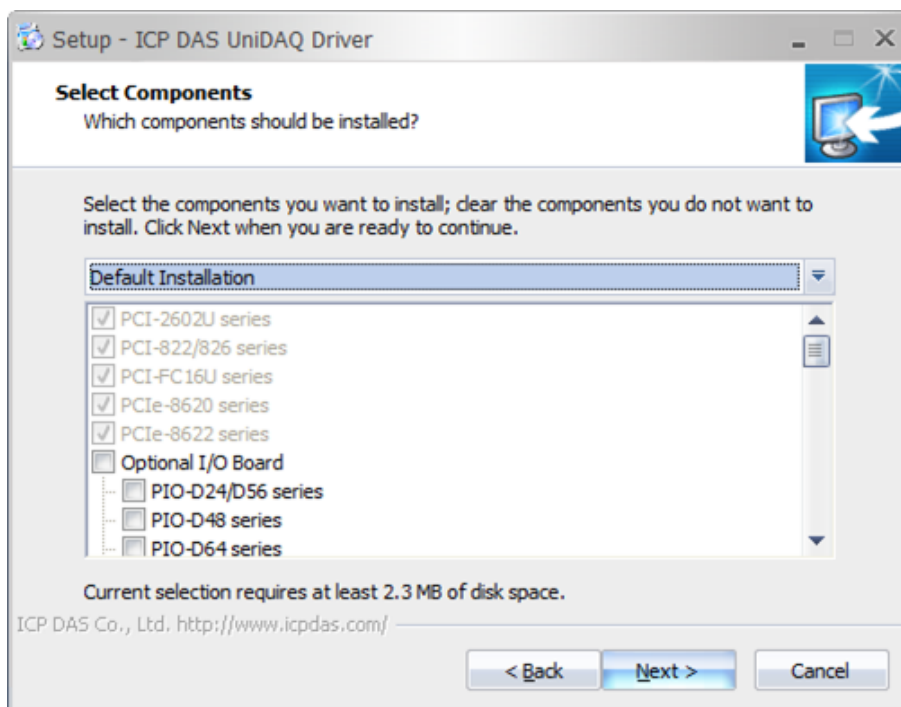 Setup - ICP DAS UniDAQ Driver
Select Components
Which components should be installed?
Select the components you want to install; clear the components you do not want to
install. Click Next when you are ready to continue.
Default Installation
PCI-2602U series
PCI-822/826 series
PCI-FC16U series
PCIe-8620 series
PCIe-8622 series
Optional I/O Board
PIO-D24/D56 series
PIO-D48 series
PIO-D64 series
Current selection requires at least 2.3 MB of disk space.
ICP DAS Co., Ltd. http://www.icpdas.com/
< Back Next > Cancel